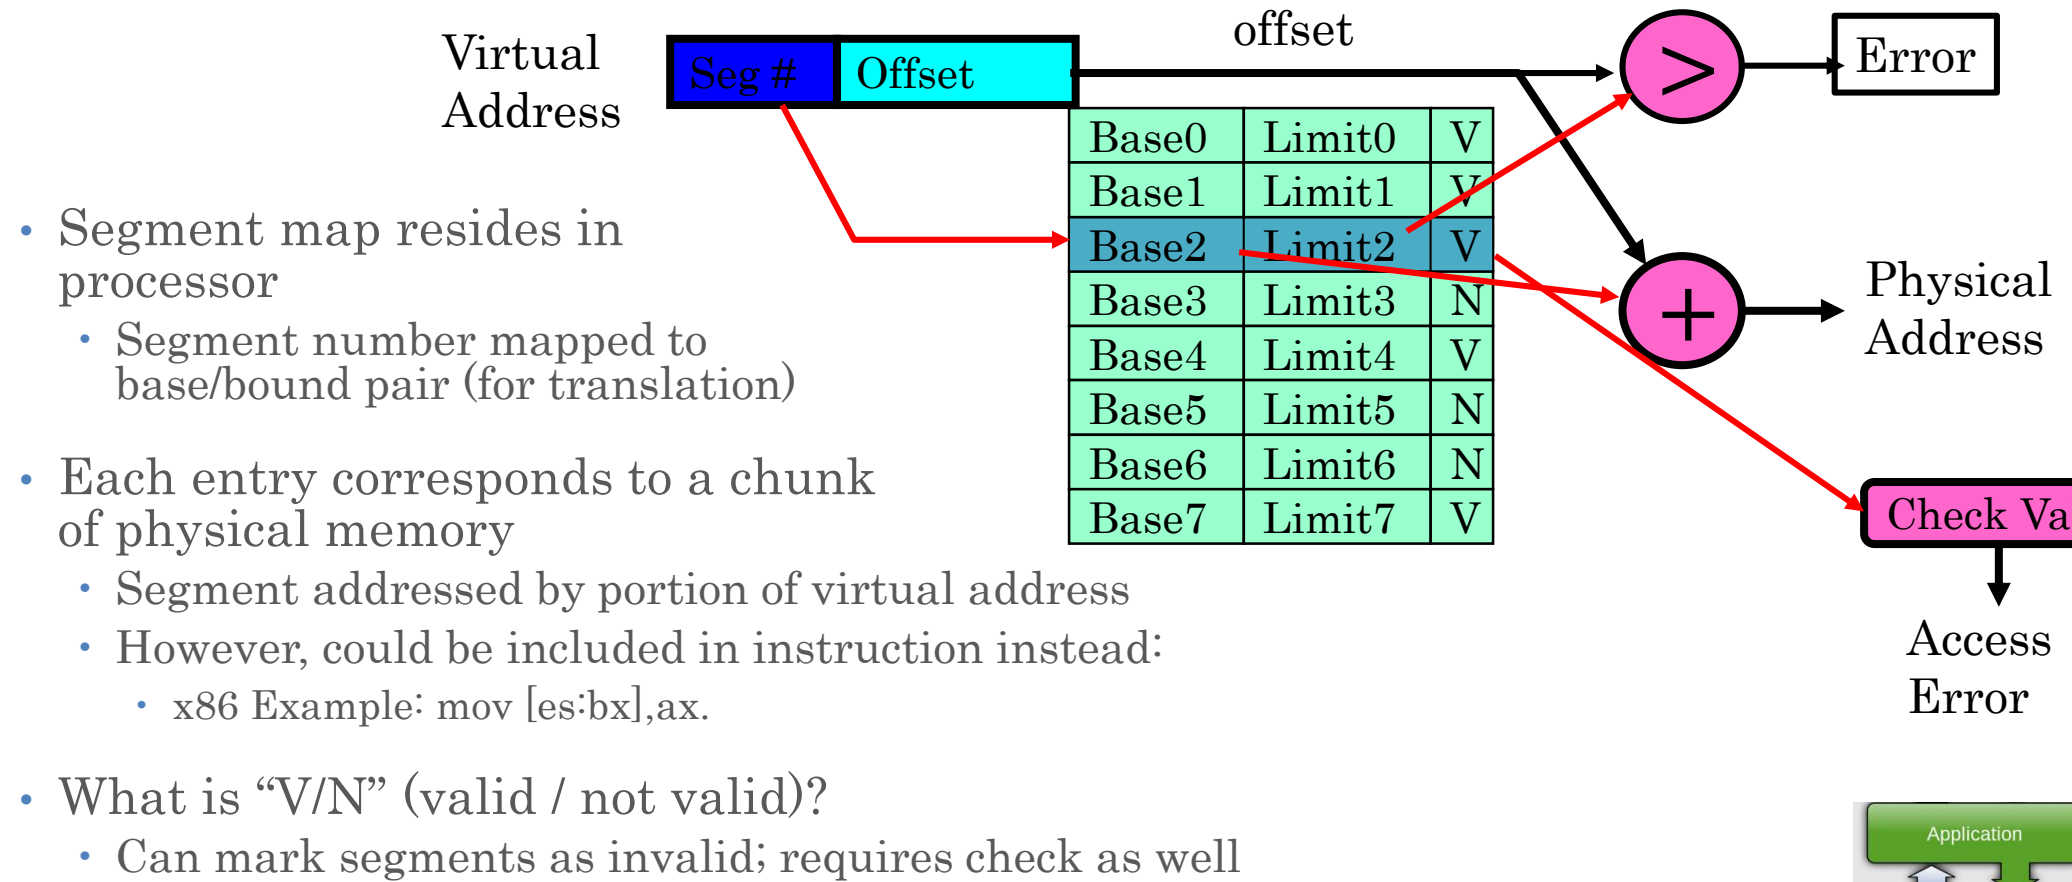 Virtual
Address
Seg #
Offset
offset
>
Error
Base0 Limit0 V
Base1 Limit1 V
Base2 Limit2 V
Base3 Limit3 N
Base4 Limit4 V
Base5 Limit5 N
Base6 Limit6 N
Base7 Limit7 V
+
Physical
Address
Check Va
Access
Error
• Segment map resides in
processor
• Segment number mapped to
base/bound pair (for translation)
• Each entry corresponds to a chunk
of physical memory
• Segment addressed by portion of virtual address
• However, could be included in instruction instead:
• x86 Example: mov [es:bx],ax.
• What is “V/N” (valid / not valid)?
• Can mark segments as invalid; requires check as well
Application